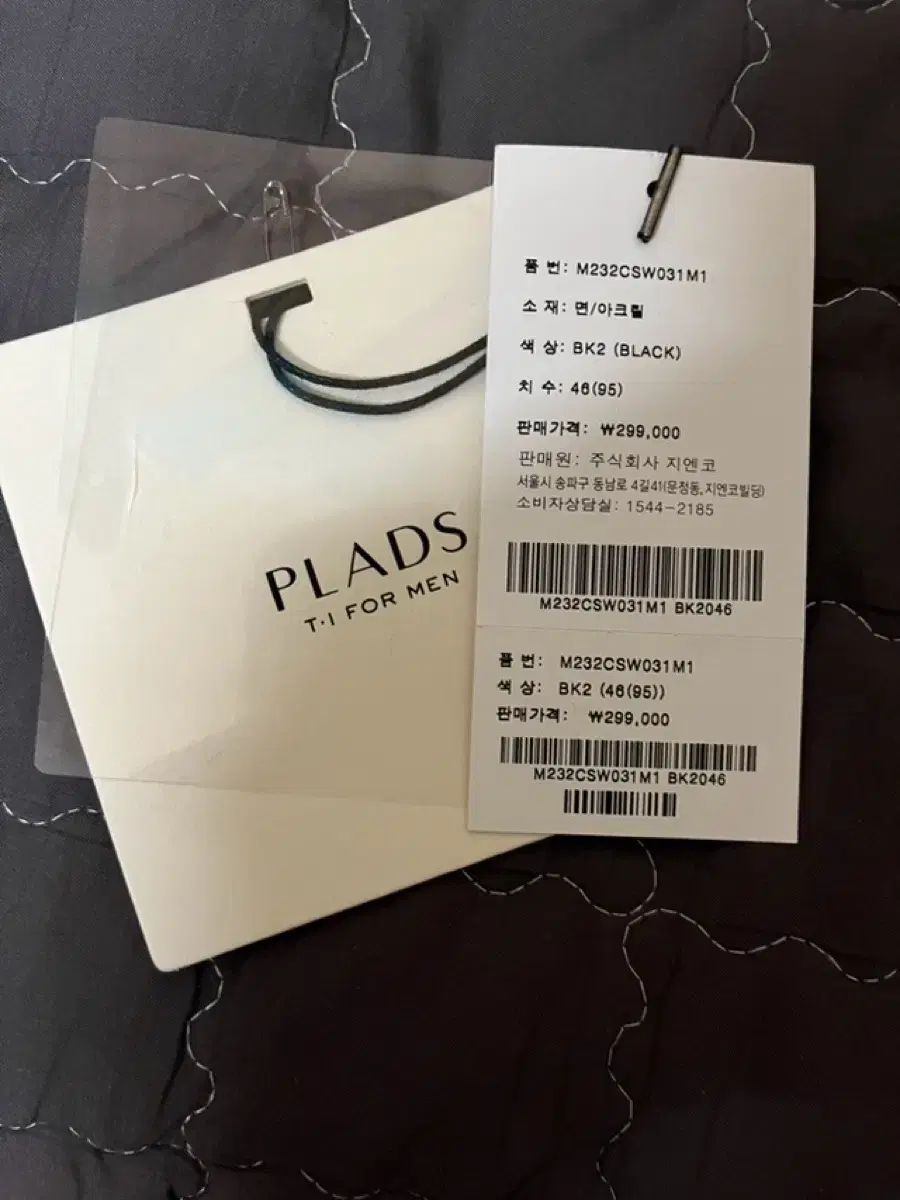 PLADS
T·I FOR MEN
품 번: M232CSW031M1
소 재: 면/아크릴
색 상: BK2 (BLACK)
치 수: 46(95)
판매가격: ₩299,000
판매원: 주식회사 지엔코
서울시 송파구 동남로 4길41(문정동,지엔코빌딩)
소비자상담실: 1544-2185
M232CSW031M1 BK2046
품 번: M232CSW031M1
색 상: BK2 (46(95))
판매가격: ₩299,000
M232CSW031M1 BK2046